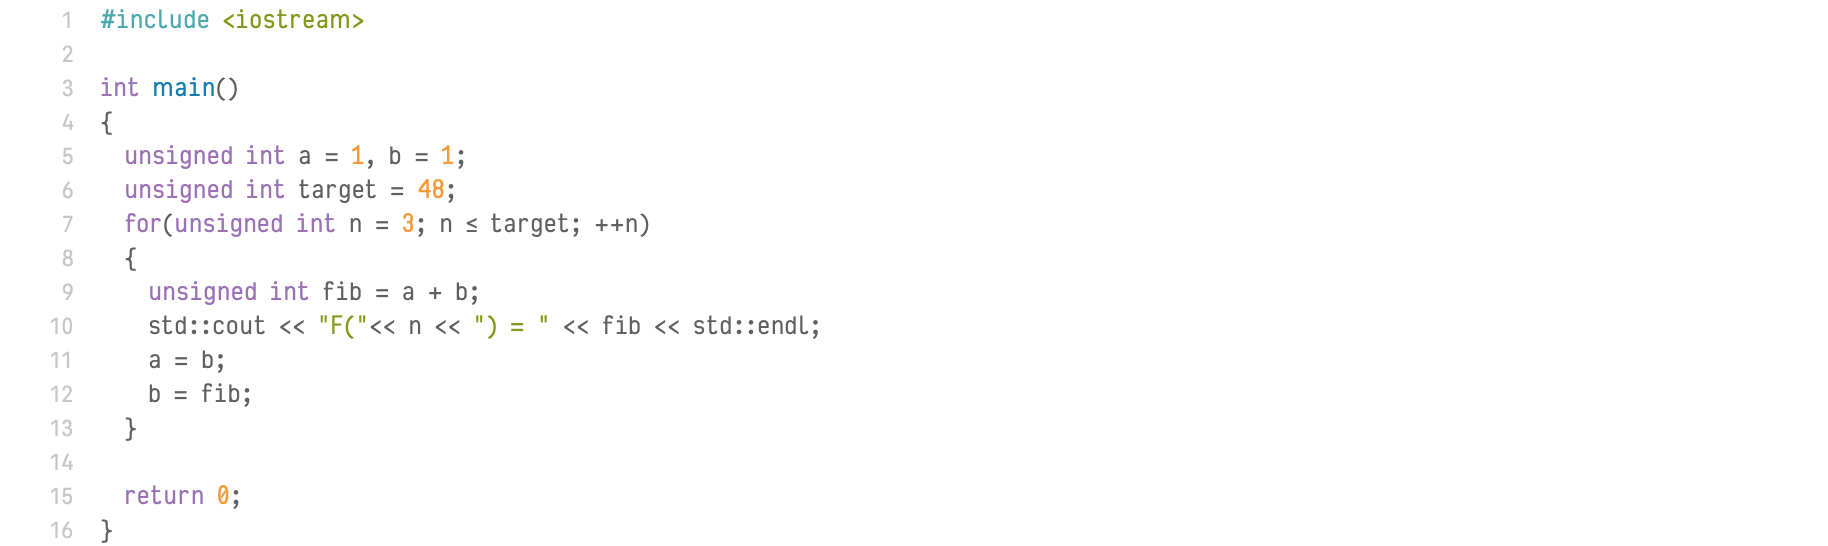 1 #include <iostream>
2
3 int main()
4 {
5 unsigned int a = 1, b = 1;
6 unsigned int target = 48;
7 for(unsigned int n = 3; n ≤ target; ++n)
8 {
9 unsigned int fib = a + b;
10 std::cout << "F("<< n << ") = " << fib << std::endl;
11 a = b;
12 b = fib;
13 }
14
15 return 0;
16 }